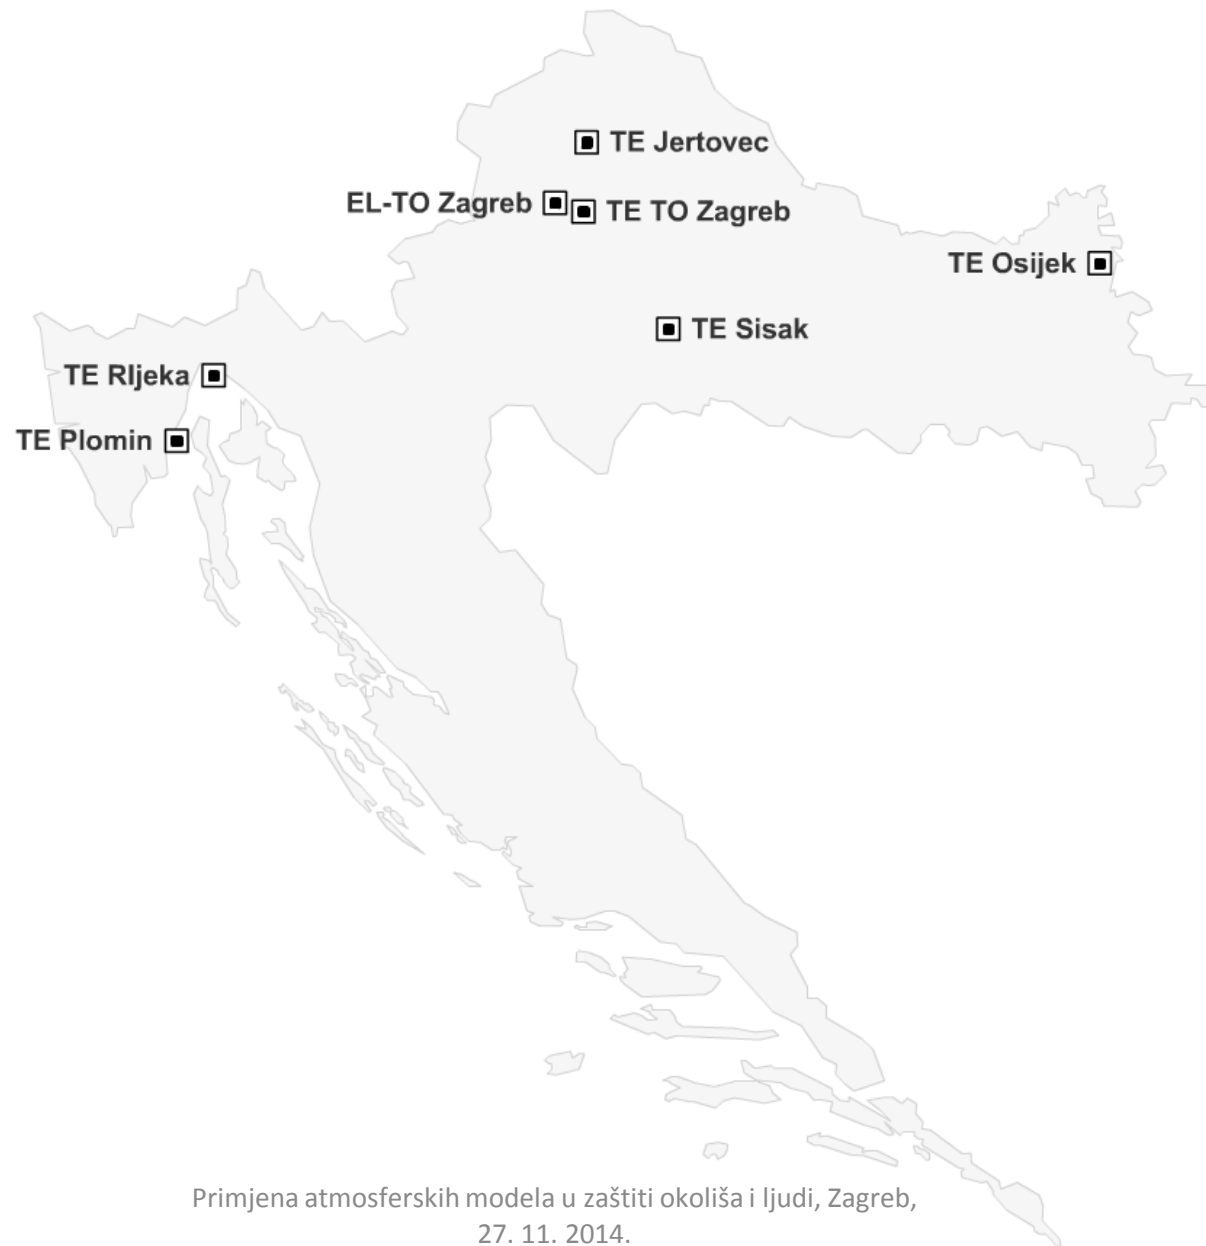 TE Jertovec
EL-TO Zagreb
TE TO Zagreb
TE Osijek
TE Sisak
TE RIjeka
TE Plomin
Primjena atmosferskih modela u zaštiti okoliša i ljudi, Zagreb,
27. 11. 2014.